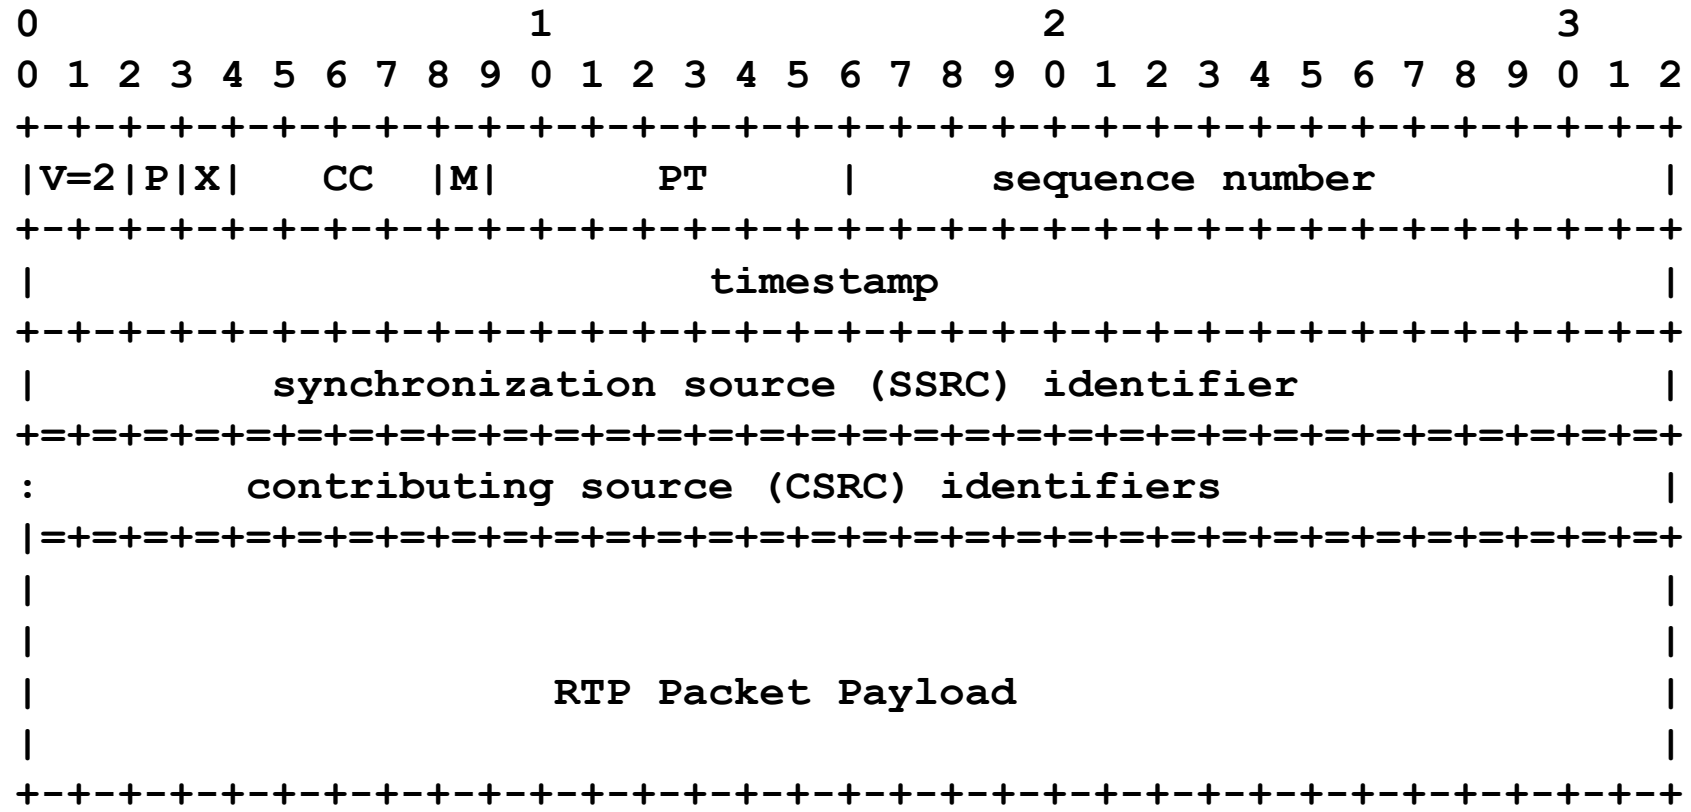 0                   1                   2                   3
0 1 2 3 4 5 6 7 8 9 0 1 2 3 4 5 6 7 8 9 0 1 2 3 4 5 6 7 8 9 0 1 2
+-+-+-+-+-+-+-+-+-+-+-+-+-+-+-+-+-+-+-+-+-+-+-+-+-+-+-+-+-+-+-+-+
|V=2|P|X|   CC  |M|      PT     |     sequence number           |
+-+-+-+-+-+-+-+-+-+-+-+-+-+-+-+-+-+-+-+-+-+-+-+-+-+-+-+-+-+-+-+-+
|                          timestamp                            |
+-+-+-+-+-+-+-+-+-+-+-+-+-+-+-+-+-+-+-+-+-+-+-+-+-+-+-+-+-+-+-+-+
|         synchronization source (SSRC) identifier              |
+=+=+=+=+=+=+=+=+=+=+=+=+=+=+=+=+=+=+=+=+=+=+=+=+=+=+=+=+=+=+=+=+
:        contributing source (CSRC) identifiers                 |
|=+=+=+=+=+=+=+=+=+=+=+=+=+=+=+=+=+=+=+=+=+=+=+=+=+=+=+=+=+=+=+=+
|                                                               |
|                                                               |
|                    RTP Packet Payload                         |
|                                                               |
+-+-+-+-+-+-+-+-+-+-+-+-+-+-+-+-+-+-+-+-+-+-+-+-+-+-+-+-+-+-+-+-+